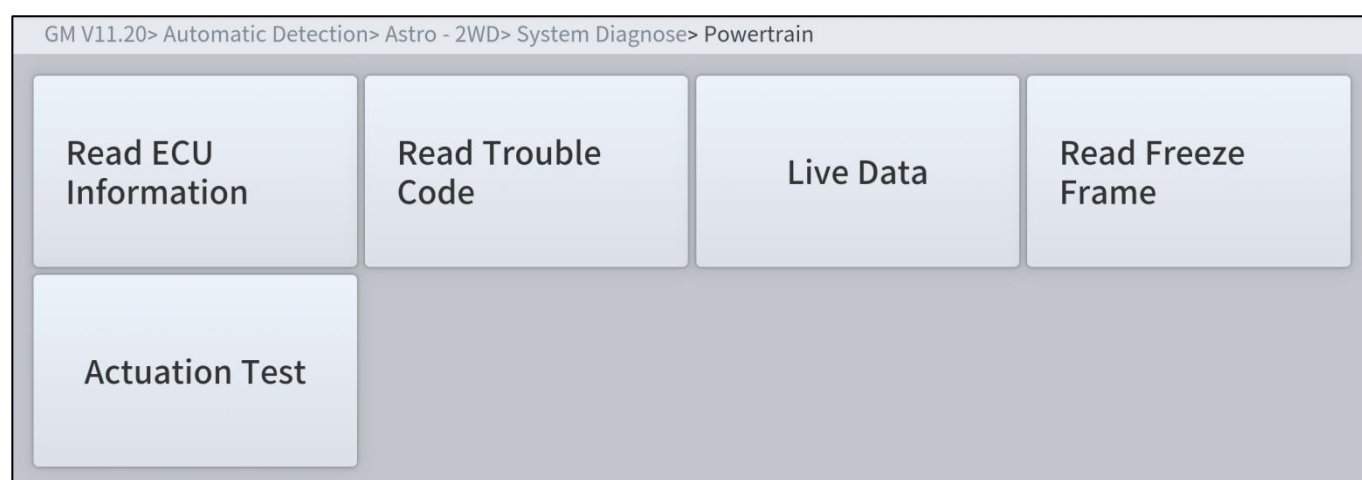 GM V11.20> Automatic Detection> Astro - 2WD> System Diagnose> Powertrain
Read ECU
Information
Read Trouble
Code
Live Data
Read Freeze
Frame
Actuation Test